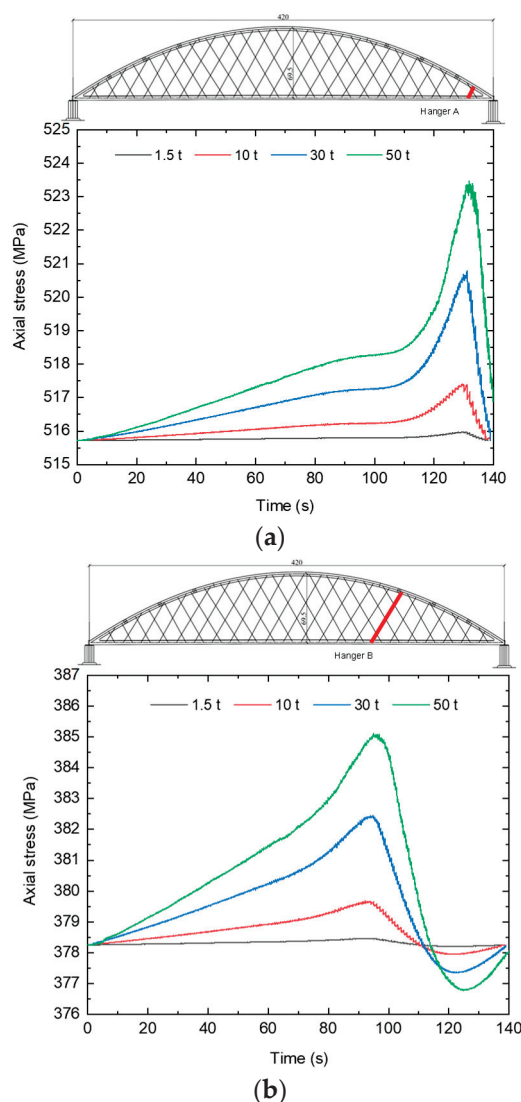 420
69.5
Hanger A
525
524
523
522
521
520
519
518
517
516
515
Axial stress (MPa)
1.5 t 10 t 30 t 50 t
0 20 40 60 80 100 120 140
Time (s)
(a)
420
69.5
Hanger B
387
386
385
384
383
382
381
380
379
378
377
376
Axial stress (MPa)
1.5 t 10 t 30 t 50 t
0 20 40 60 80 100 120 140
Time (s)
(b)